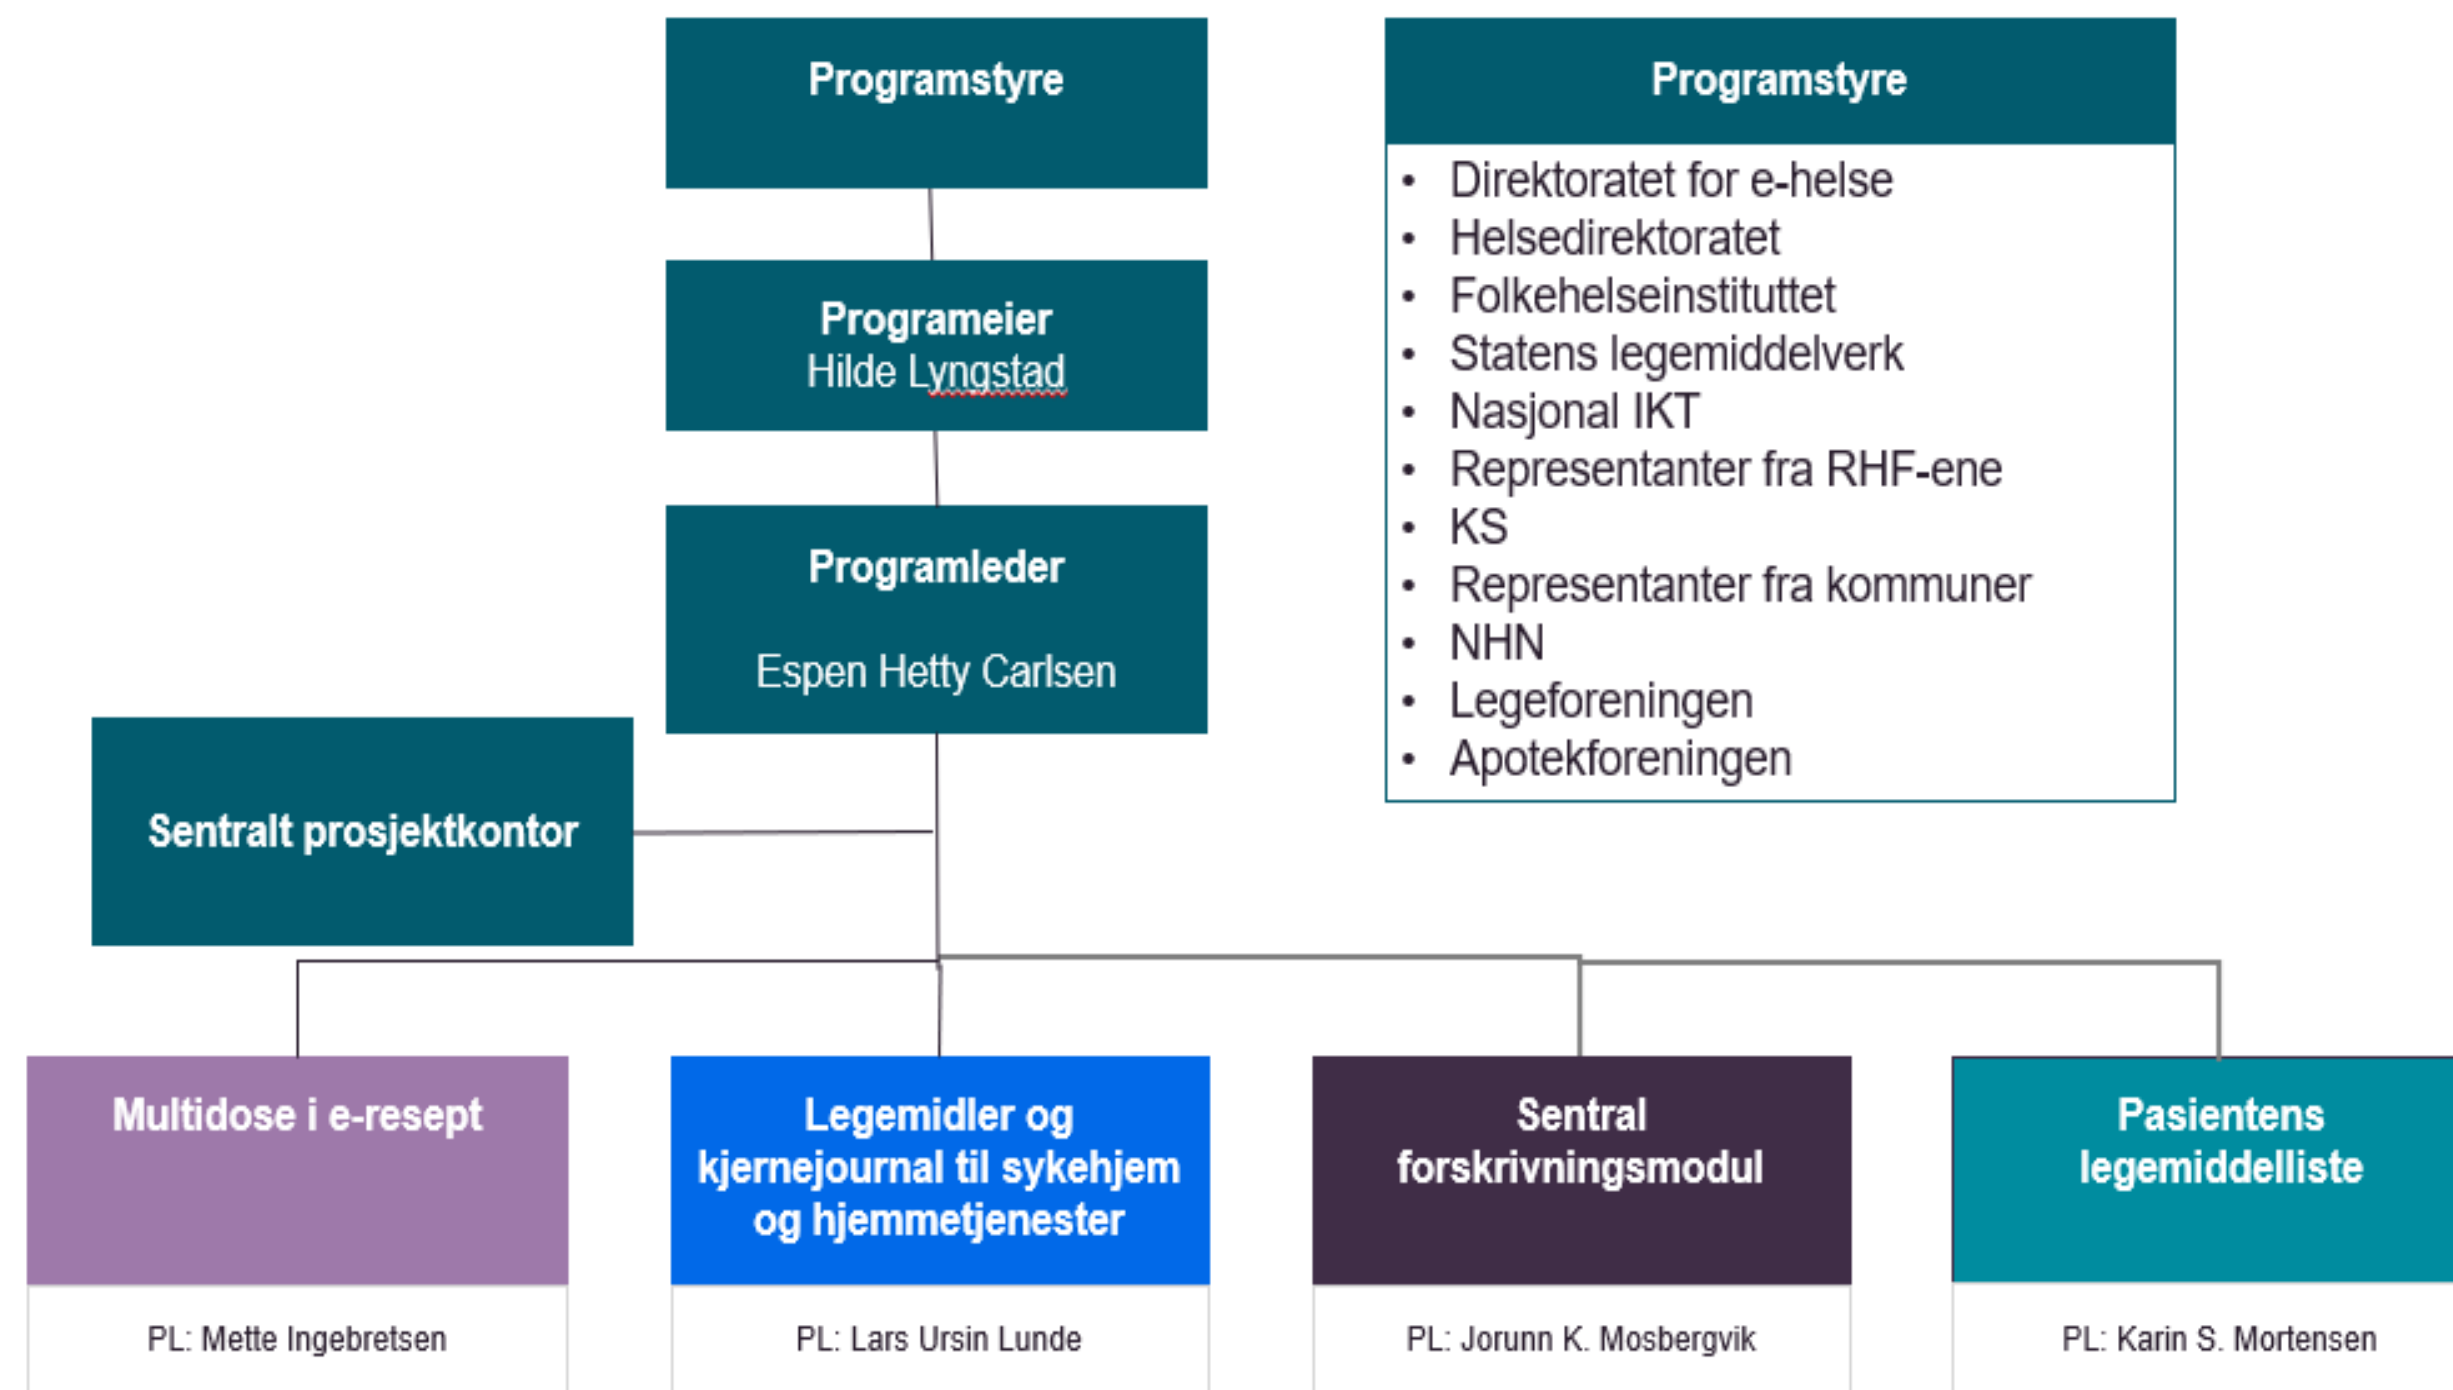 Programstyre
Programeier
Hilde Lyngstad
Programleder
Espen Hetty Carlsen
Sentralt prosjektkontor
Programstyre
• Direktoratet for e-helse
• Helsedirektoratet
• Folkehelseinstituttet
• Statens legemiddelverk
• Nasjonal IKT
• Representanter fra RHF-ene
• KS
• Representanter fra kommuner
• NHN
• Legeforeningen
• Apotekforeningen
Multidose i e-resept
PL: Mette Ingebretsen
Legemidler og
kjernejournal til sykehjem
og hjemmetjenester
PL: Lars Ursin Lunde
Sentral
forskrivningsmodul
PL: Jorunn K. Mosbergvik
Pasientens
legemiddelliste
PL: Karin S. Mortensen